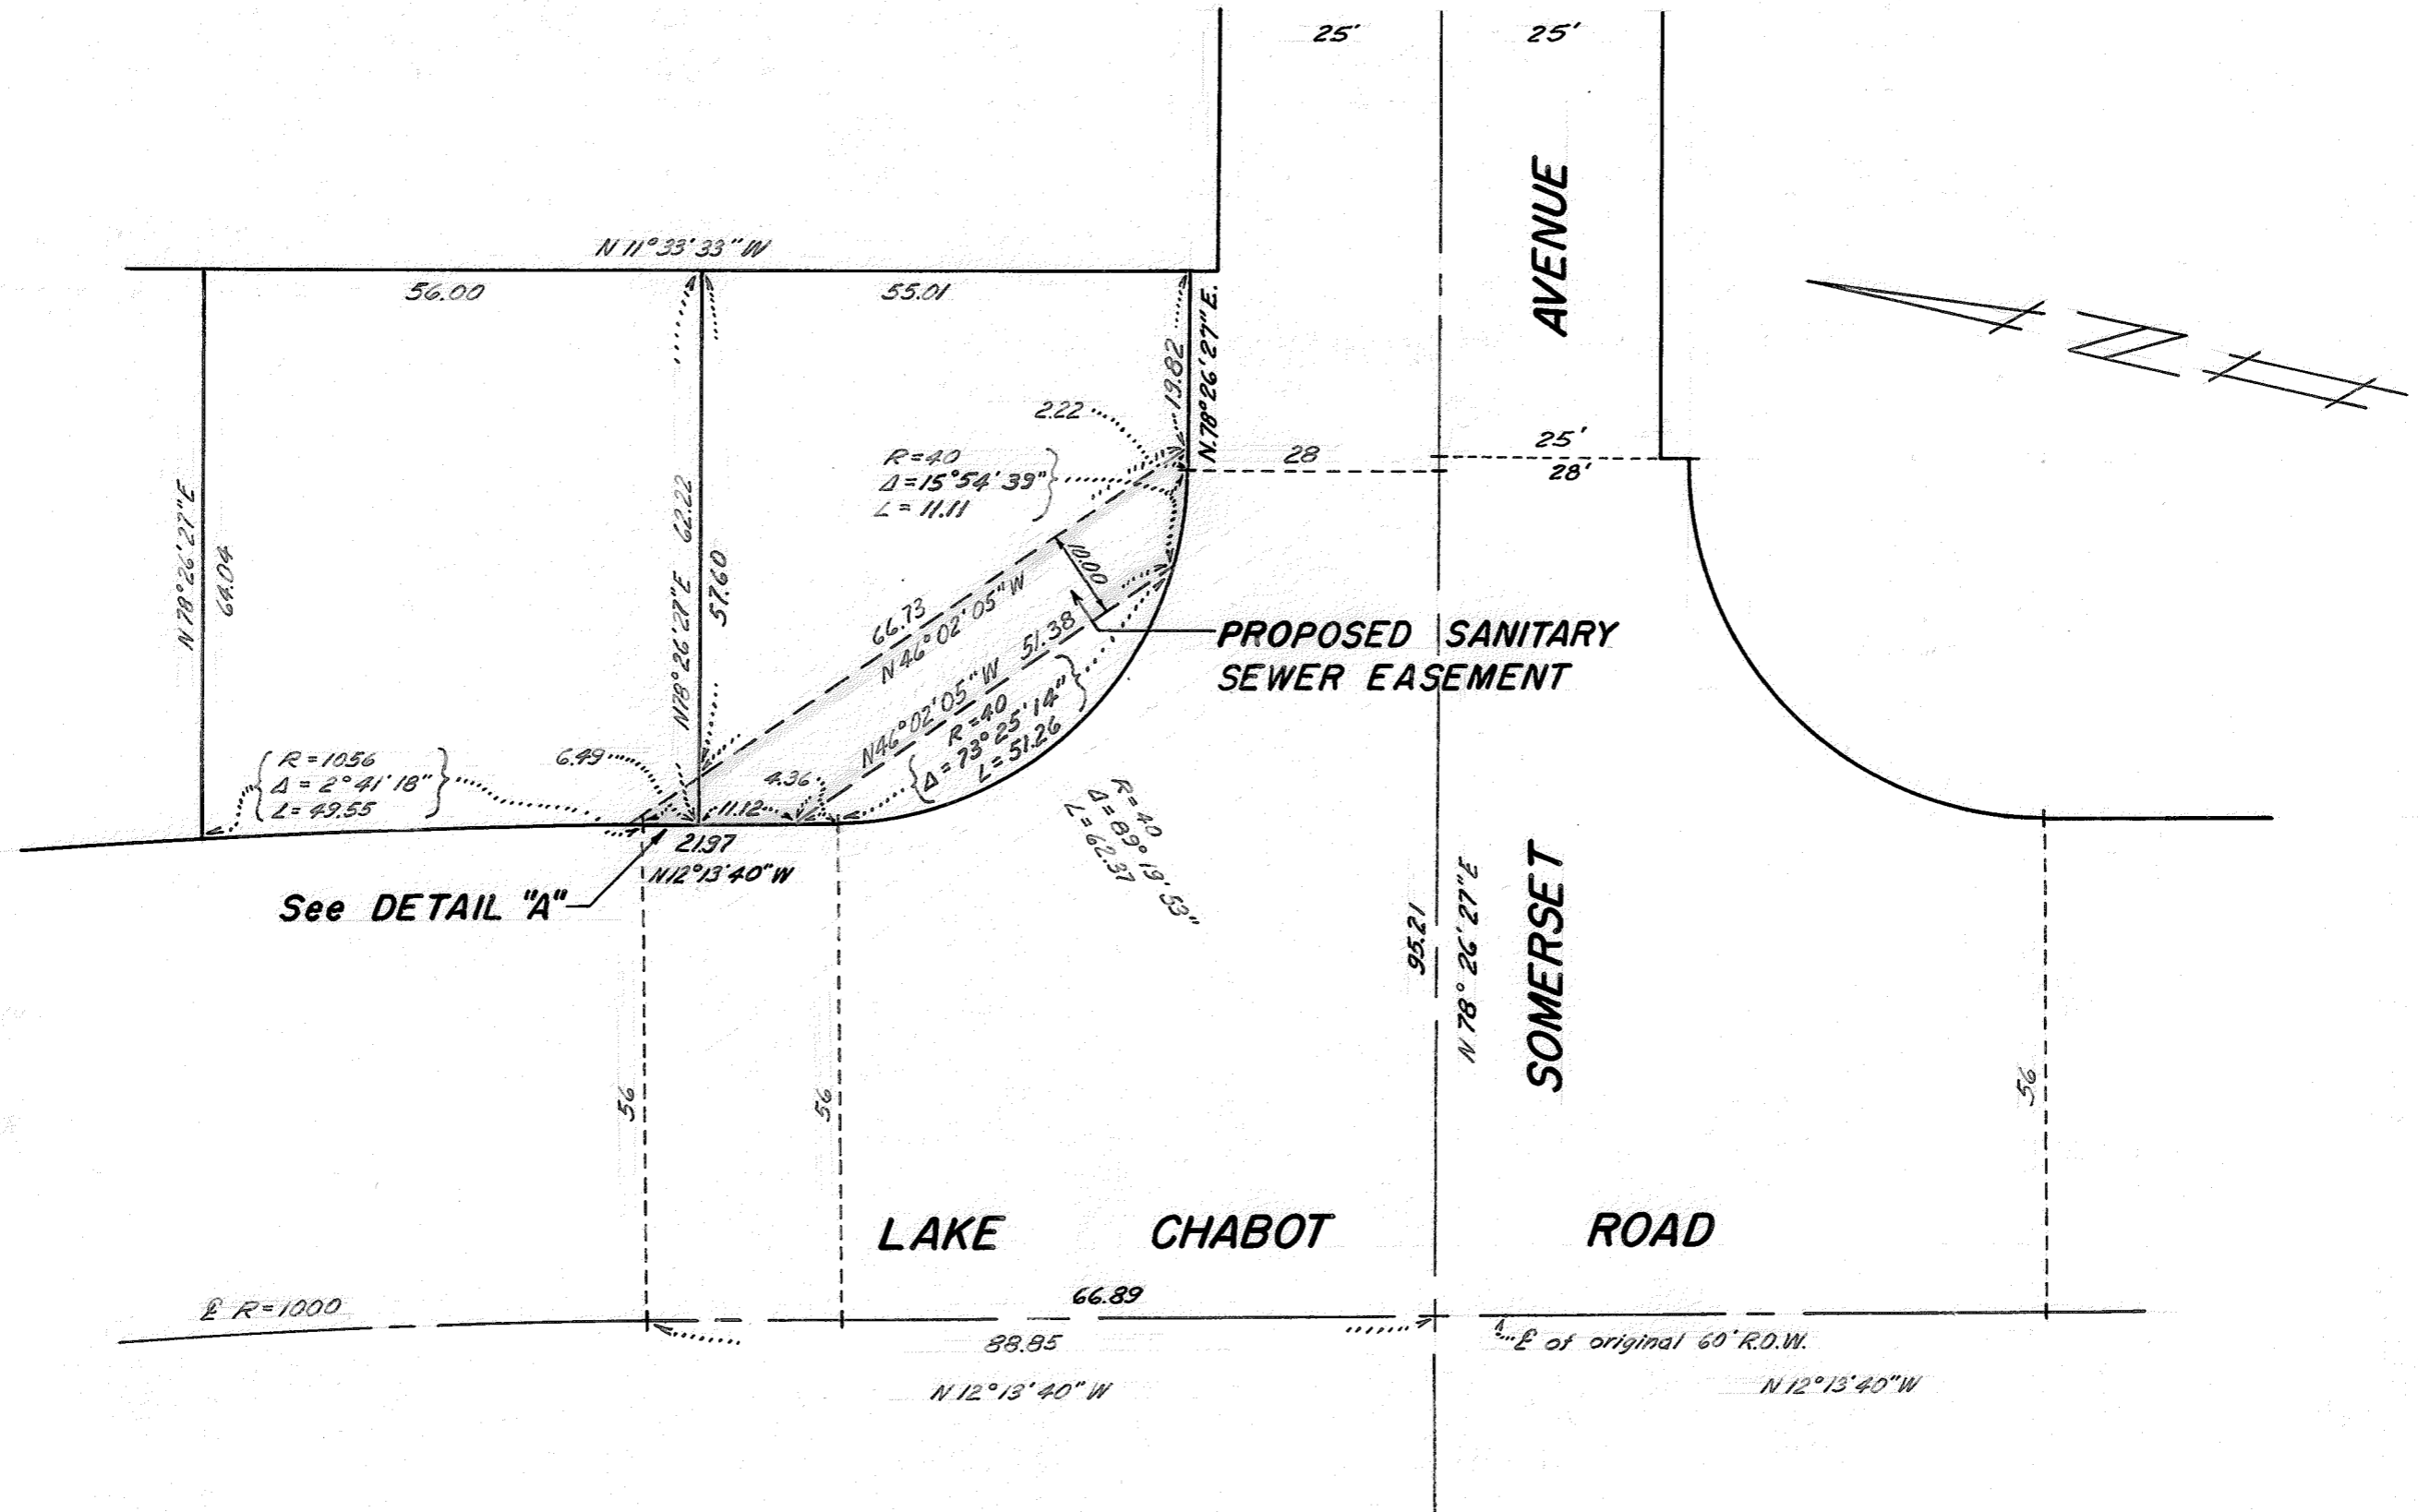 25' 25'
AVENUE
N 11°33'33" W
56.00 55.01
19.82
N.78°26'27" E.
2.22
R=40
Δ=15°54'39"
L=11.11
28
25'
28'
N 78°26'27" E
64.04
N78°26'27"E 62.22
57.60
10.00
66.73
N 46°02'05" W
N46°02'05" W 51.38
PROPOSED SANITARY
SEWER EASEMENT
R=40
Δ=73°25'14"
L=51.26
R=1056
Δ=2°41'18"
L=49.55
6.49
4.36
11.12
21.97
N12°13'40" W
R=40
Δ=89°19'53"
L=62.37
See DETAIL "A"
95.21
N 78° 26' 27" E
SOMERSET
56
56
56
LAKE CHABOT ROAD
℄ R=1000
66.89
88.85
℄ of original 60' R.O.W.
N 12°13'40" W
N 12°13'40" W
N